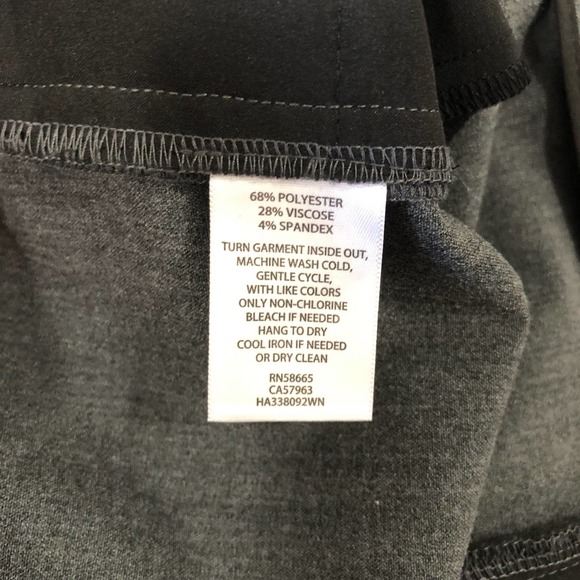 68% POLYESTER
28% VISCOSE
4% SPANDEX
TURN GARMENT INSIDE OUT,
MACHINE WASH COLD,
GENTLE CYCLE,
WITH LIKE COLORS
ONLY NON-CHLORINE
BLEACH IF NEEDED
HANG TO DRY
COOL IRON IF NEEDED
OR DRY CLEAN
RN58665
CA57963
HA338092WN